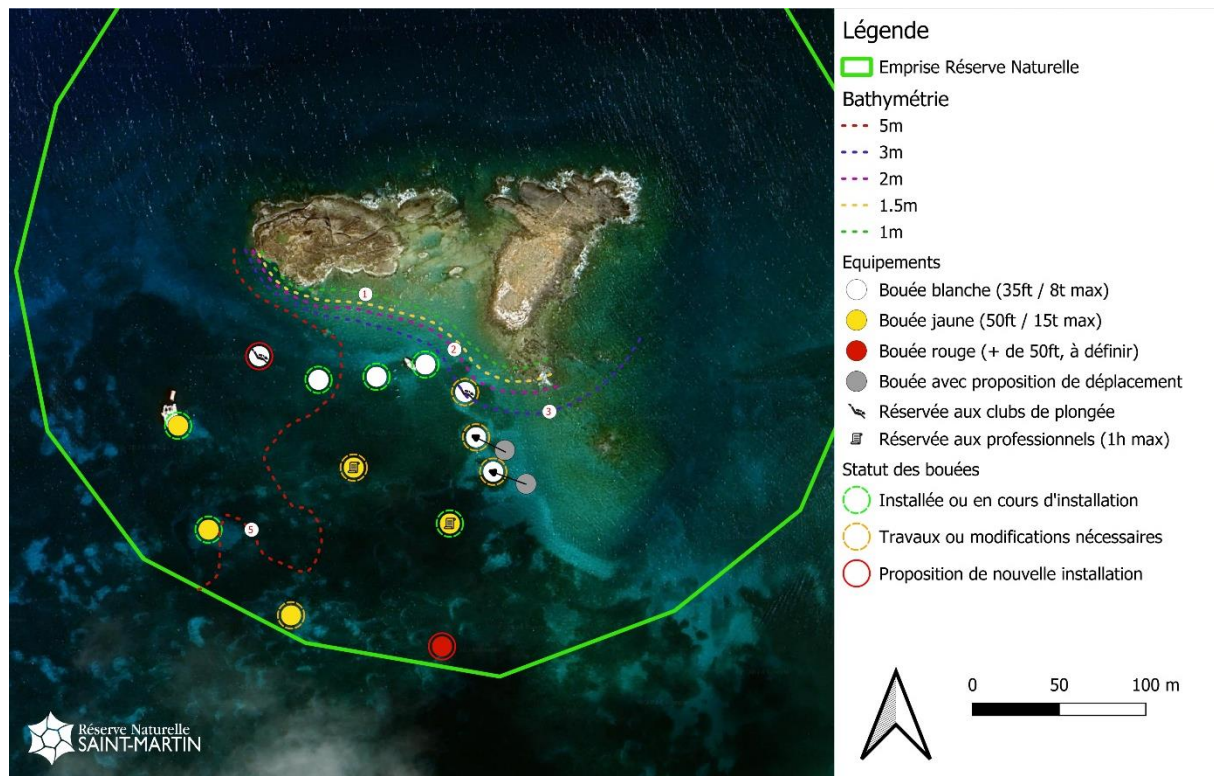 Légende
Emprise Réserve Naturelle
Bathymétrie
5m
3m
2m
1.5m
1m
Equipements
Bouée blanche (35ft / 8t max)
Bouée jaune (50ft / 15t max)
Bouée rouge (+ de 50ft, à définir)
Bouée avec proposition de déplacement
Réservée aux clubs de plongée
Réservée aux professionnels (1h max)
Statut des bouées
Installée ou en cours d'installation
Travaux ou modifications nécessaires
Proposition de nouvelle installation
0 50 100 m
1
2
3
5
Réserve Naturelle
SAINT-MARTIN